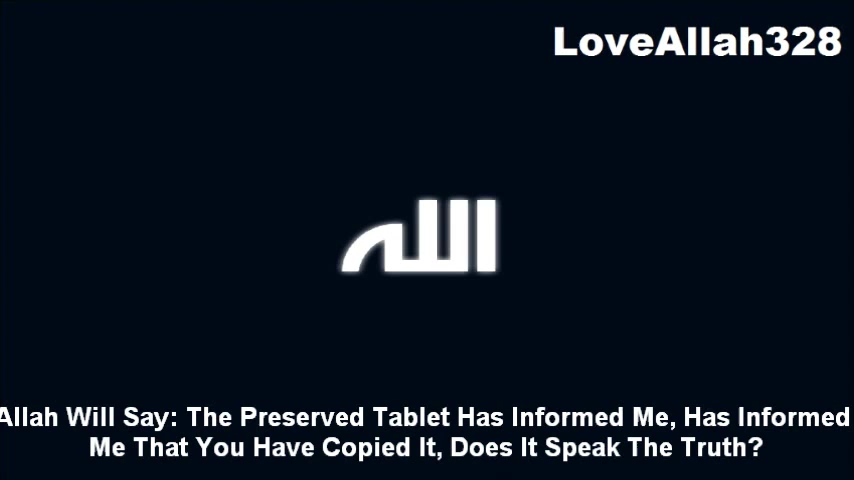 LoveAllah328
الله
Allah Will Say: The Preserved Tablet Has Informed Me, Has Informed
Me That You Have Copied It, Does It Speak The Truth?